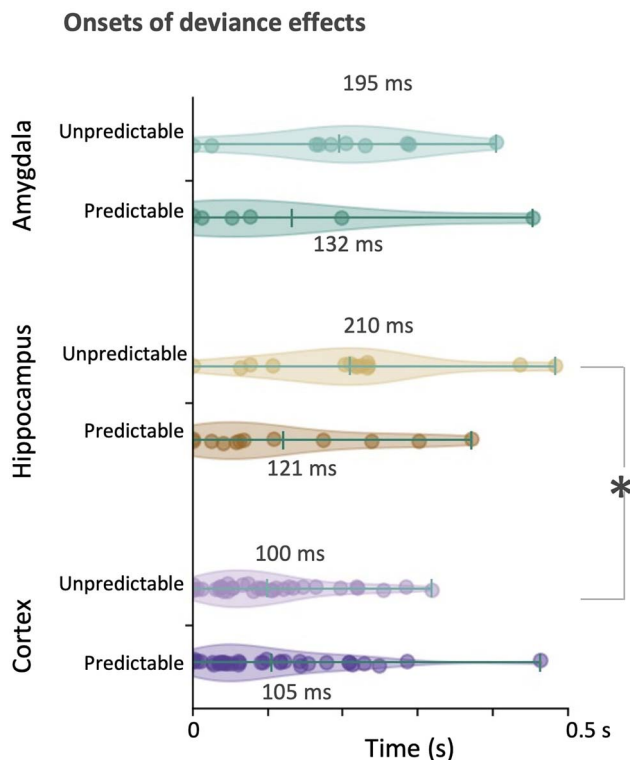 Onsets of deviance effects
195 ms
Amygdala
Unpredictable
Predictable
132 ms
210 ms
Hippocampus
Unpredictable
Predictable
121 ms
100 ms
Cortex
Unpredictable
Predictable
105 ms
*
0
0.5 s
Time (s)